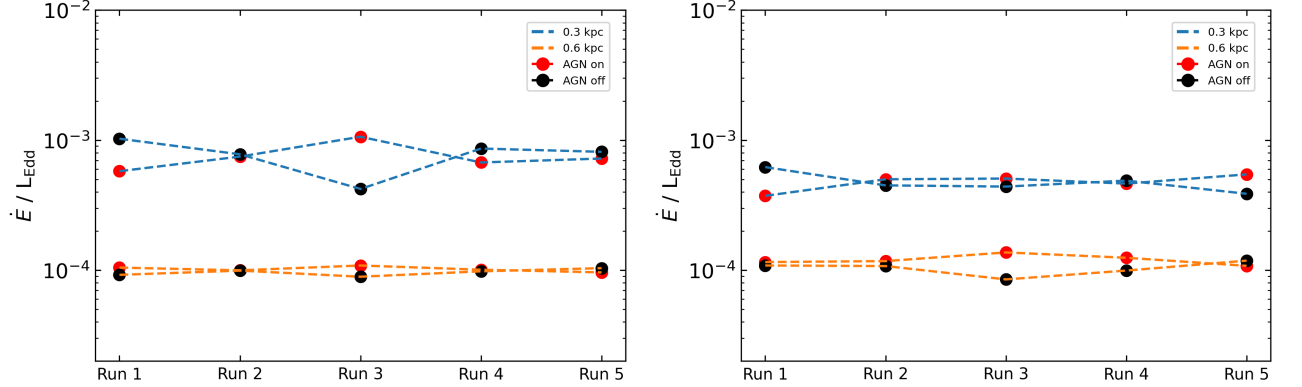 10⁻²
10⁻³
10⁻⁴
Ė / L_Edd
0.3 kpc
0.6 kpc
AGN on
AGN off
Run 1 Run 2 Run 3 Run 4 Run 5
10⁻²
10⁻³
10⁻⁴
Ė / L_Edd
0.3 kpc
0.6 kpc
AGN on
AGN off
Run 1 Run 2 Run 3 Run 4 Run 5